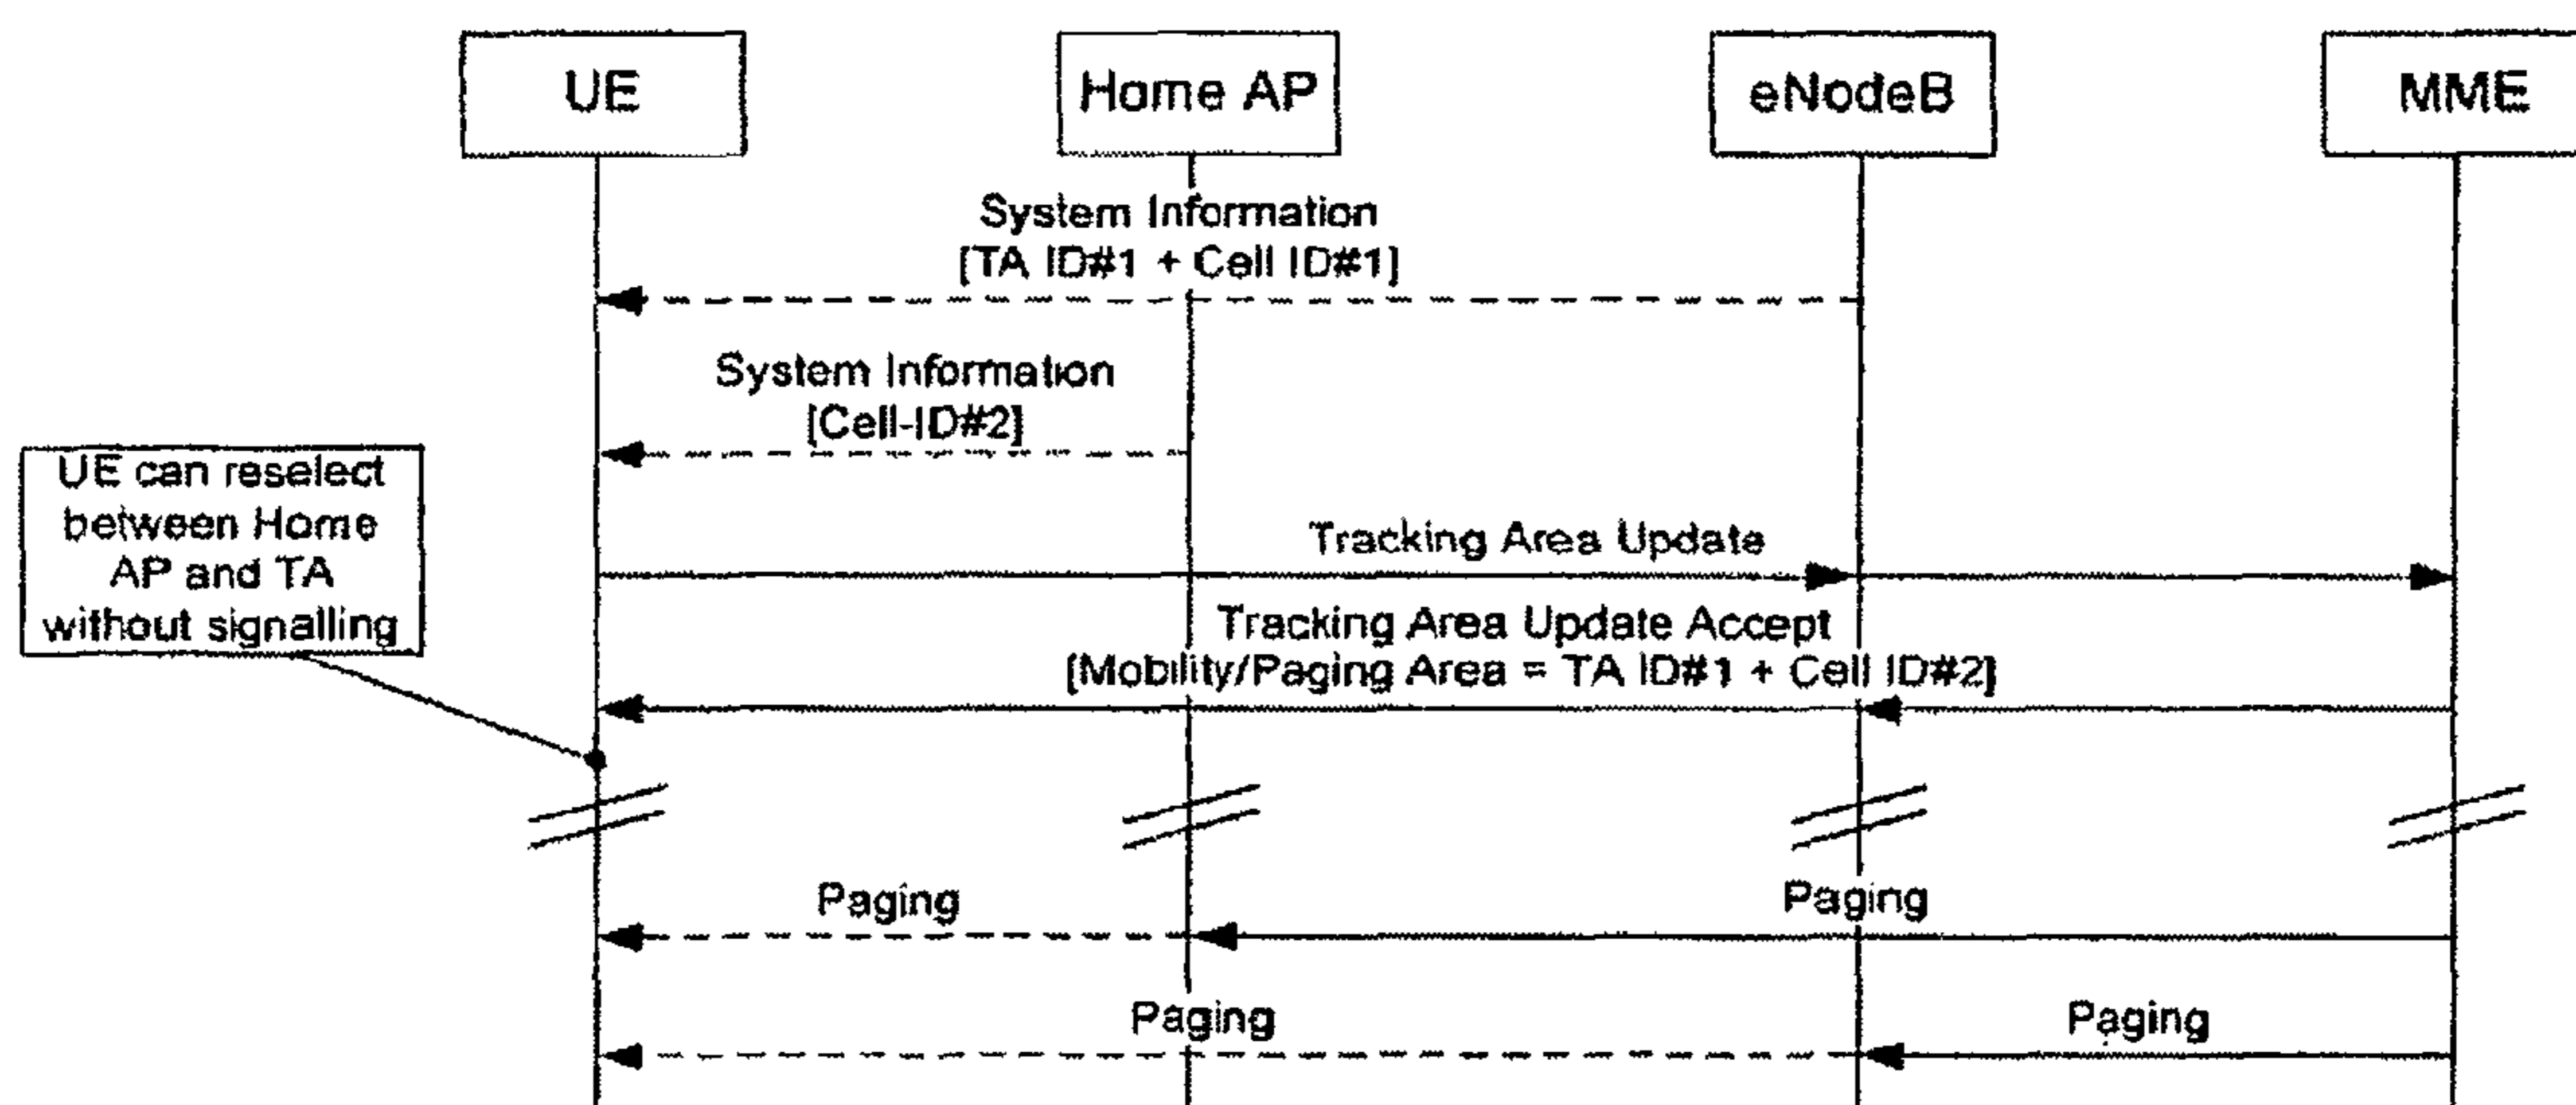 UE
Home AP
eNodeB
MME
System Information
[TA ID#1 + Cell ID#1]
System Information
[Cell-ID#2]
UE can reselect
between Home
AP and TA
without signalling
Tracking Area Update
Tracking Area Update Accept
[Mobility/Paging Area = TA ID#1 + Cell ID#2]
Paging
Paging
Paging
Paging